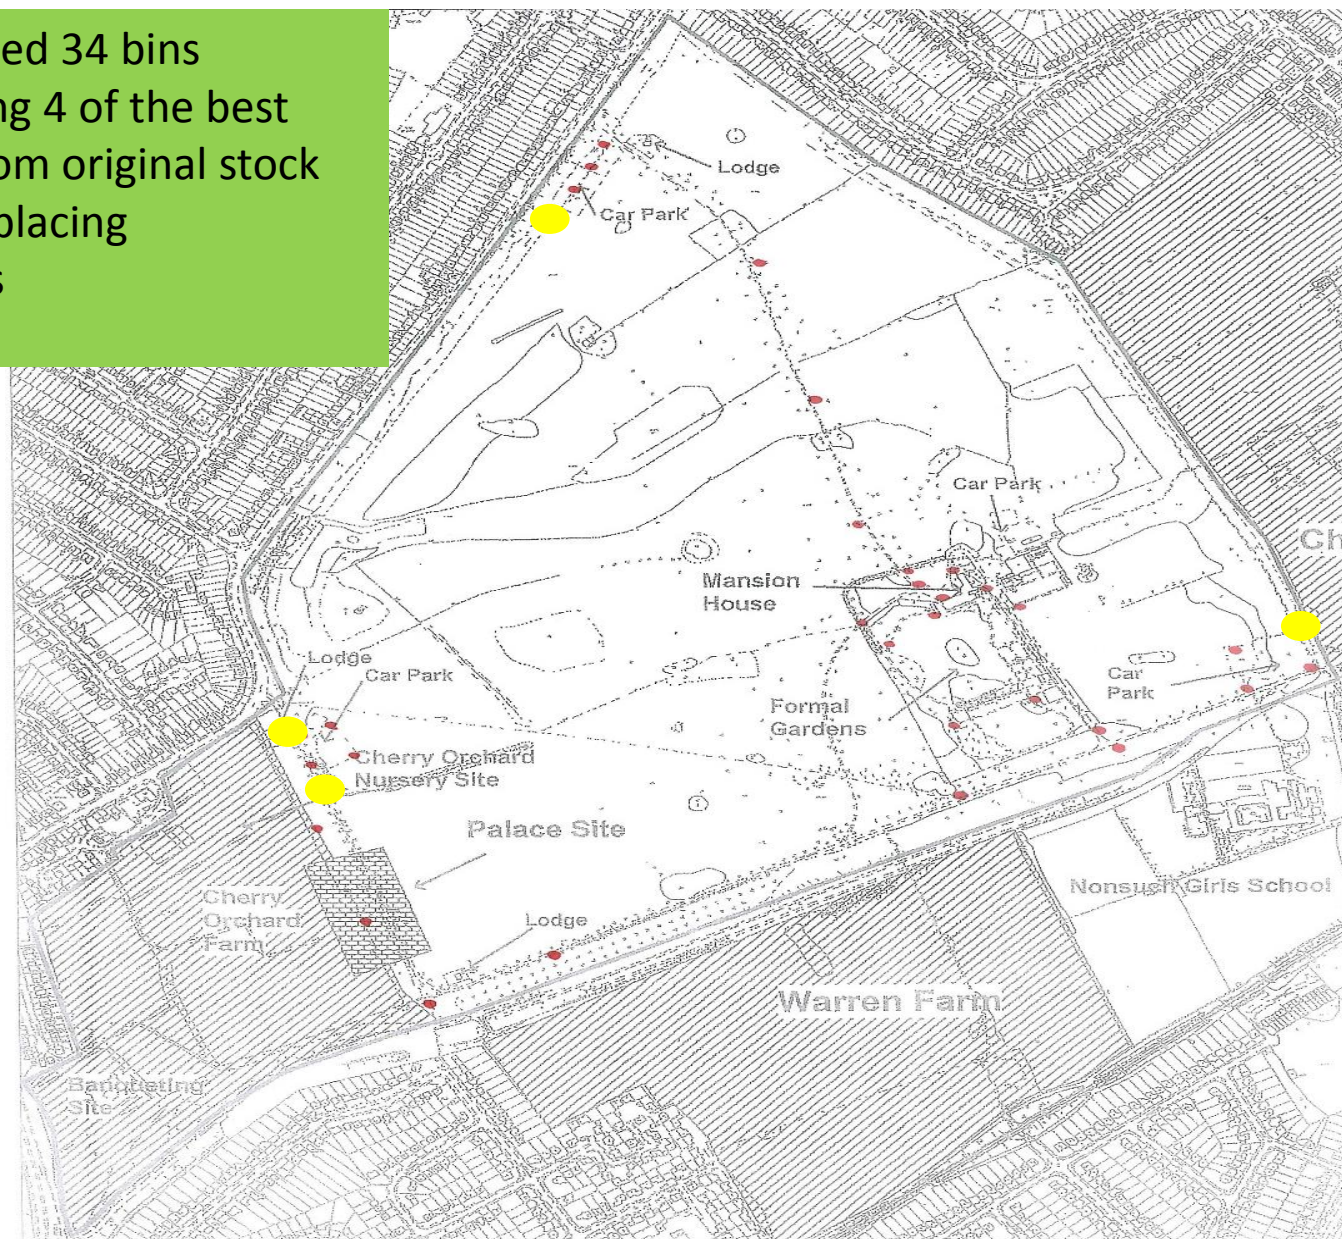 ed 34 bins
ng 4 of the best
om original stock
placing
s
Lodge
Car Park
Car Park
Ch
Mansion
House
Lodge
Car Park
Car
Park
Formal
Gardens
Cherry Orchard
Nursery Site
Palace Site
Nonsuch Girls School
Cherry
Orchard
Farm
Lodge
Warren Farm
Banqueting
Site